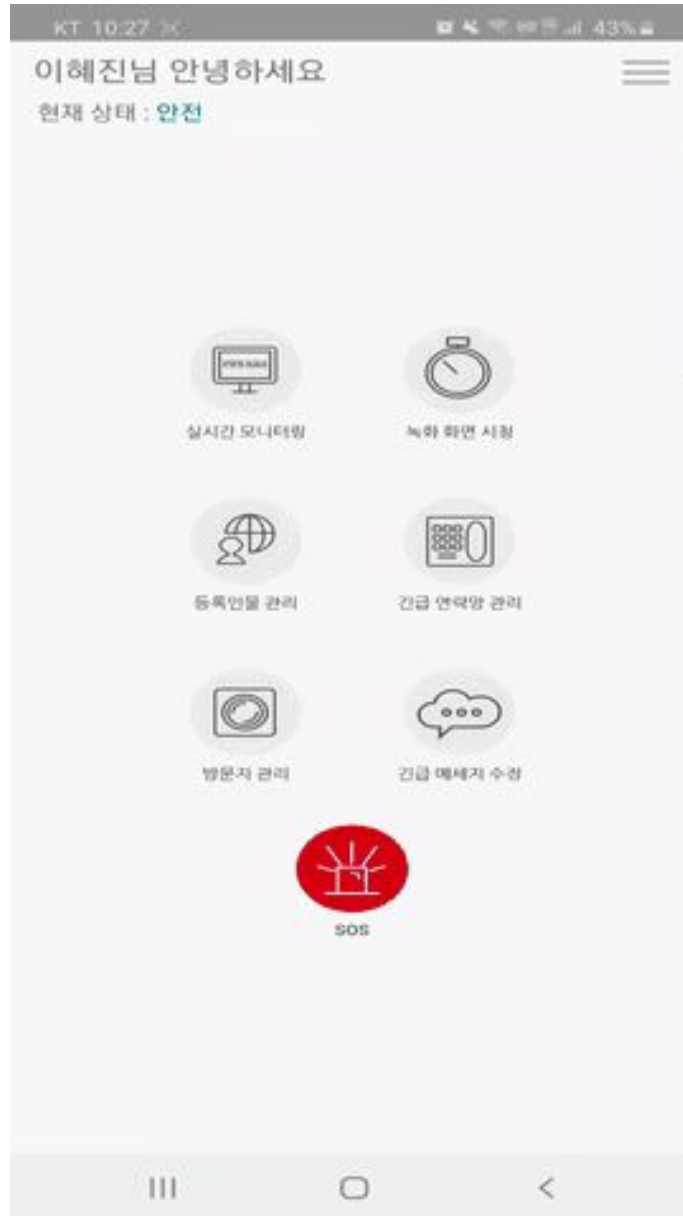 KT 10:27
43%
이혜진님 안녕하세요
현재 상태 : 안전
실시간 모니터링
녹화 화면 시청
등록인물 관리
긴급 연락망 관리
방문자 관리
긴급 메세지 수정
SOS